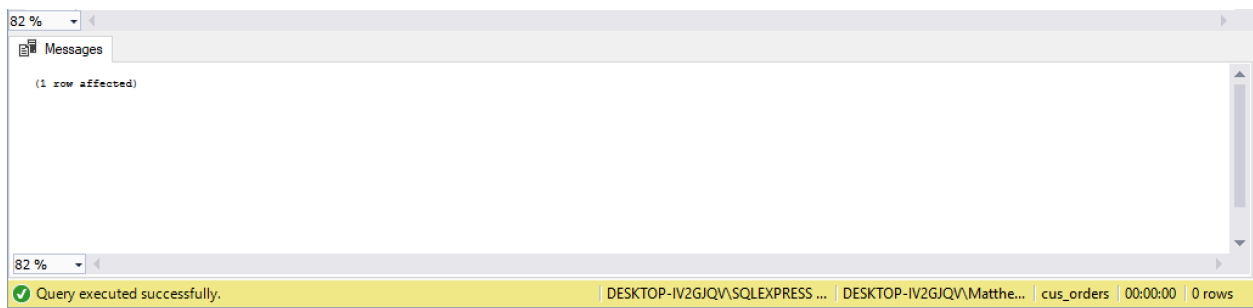 82 %
Messages
(1 row affected)
82 %
Query executed successfully.
DESKTOP-IV2GJQV\SQLEXPRESS ...
DESKTOP-IV2GJQV\Matthe...
cus_orders
00:00:00
0 rows